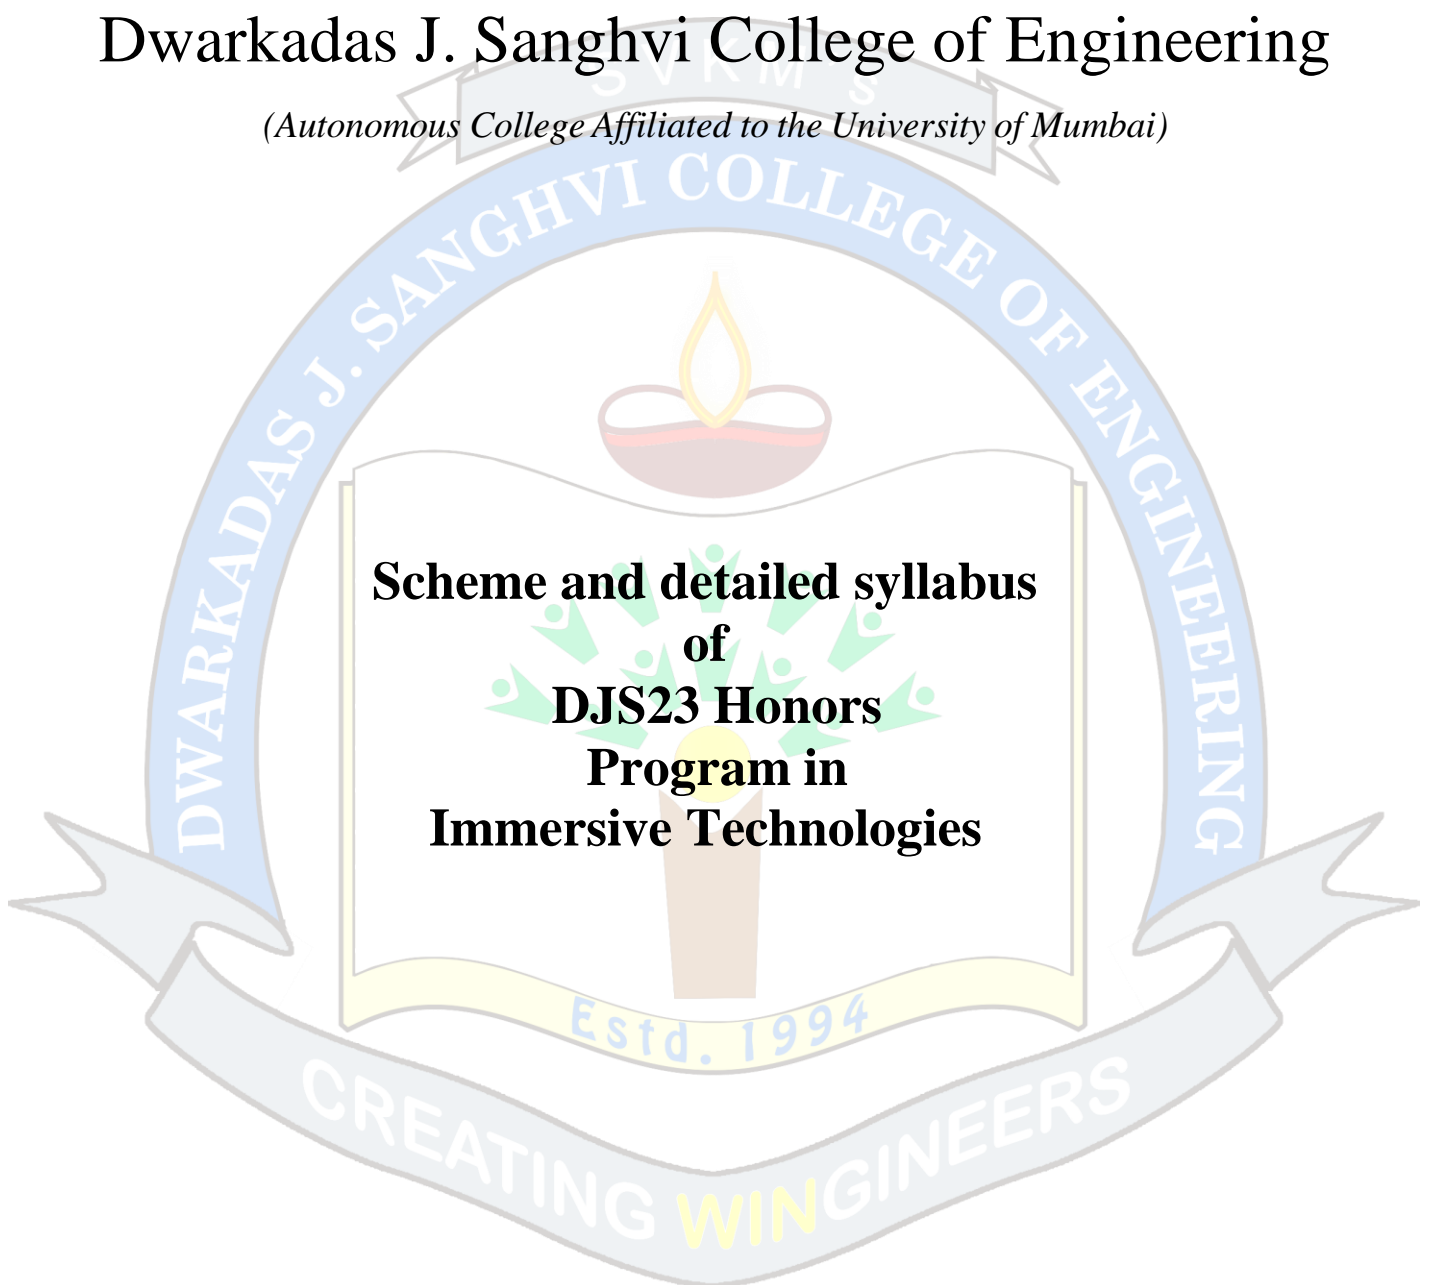 Dwarkadas J. Sanghvi College of Engineering
SVKM's
(Autonomous College Affiliated to the University of Mumbai)
DWARKADAS J. SANGHVI COLLEGE OF ENGINEERING
Scheme and detailed syllabus
of
DJS23 Honors
Program in
Immersive Technologies
Estd. 1994
CREATING WINGINEERS